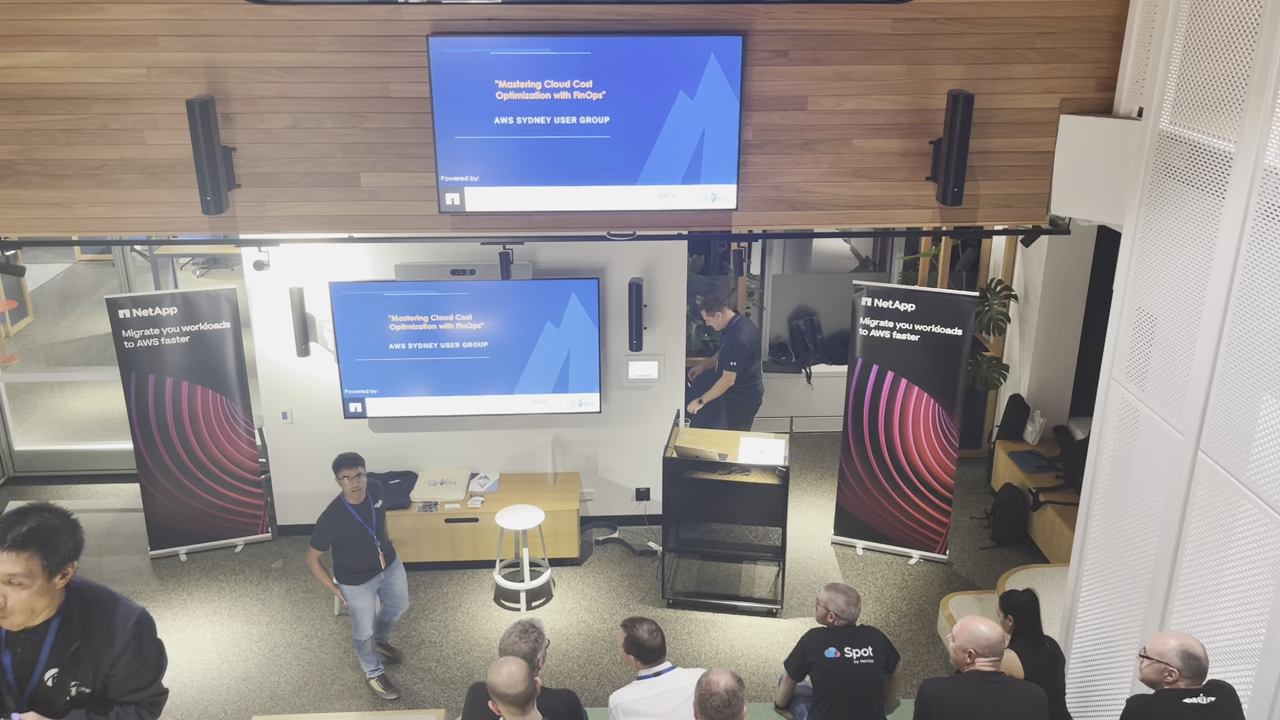 "Mastering Cloud Cost
Optimization with FinOps"
AWS SYDNEY USER GROUP
Powered by:
"Mastering Cloud Cost
Optimization with FinOps"
AWS SYDNEY USER GROUP
Powered by:
NetApp
Migrate you workloads
to AWS faster
NetApp
Migrate you workloads
to AWS faster
Spot
by NetApp